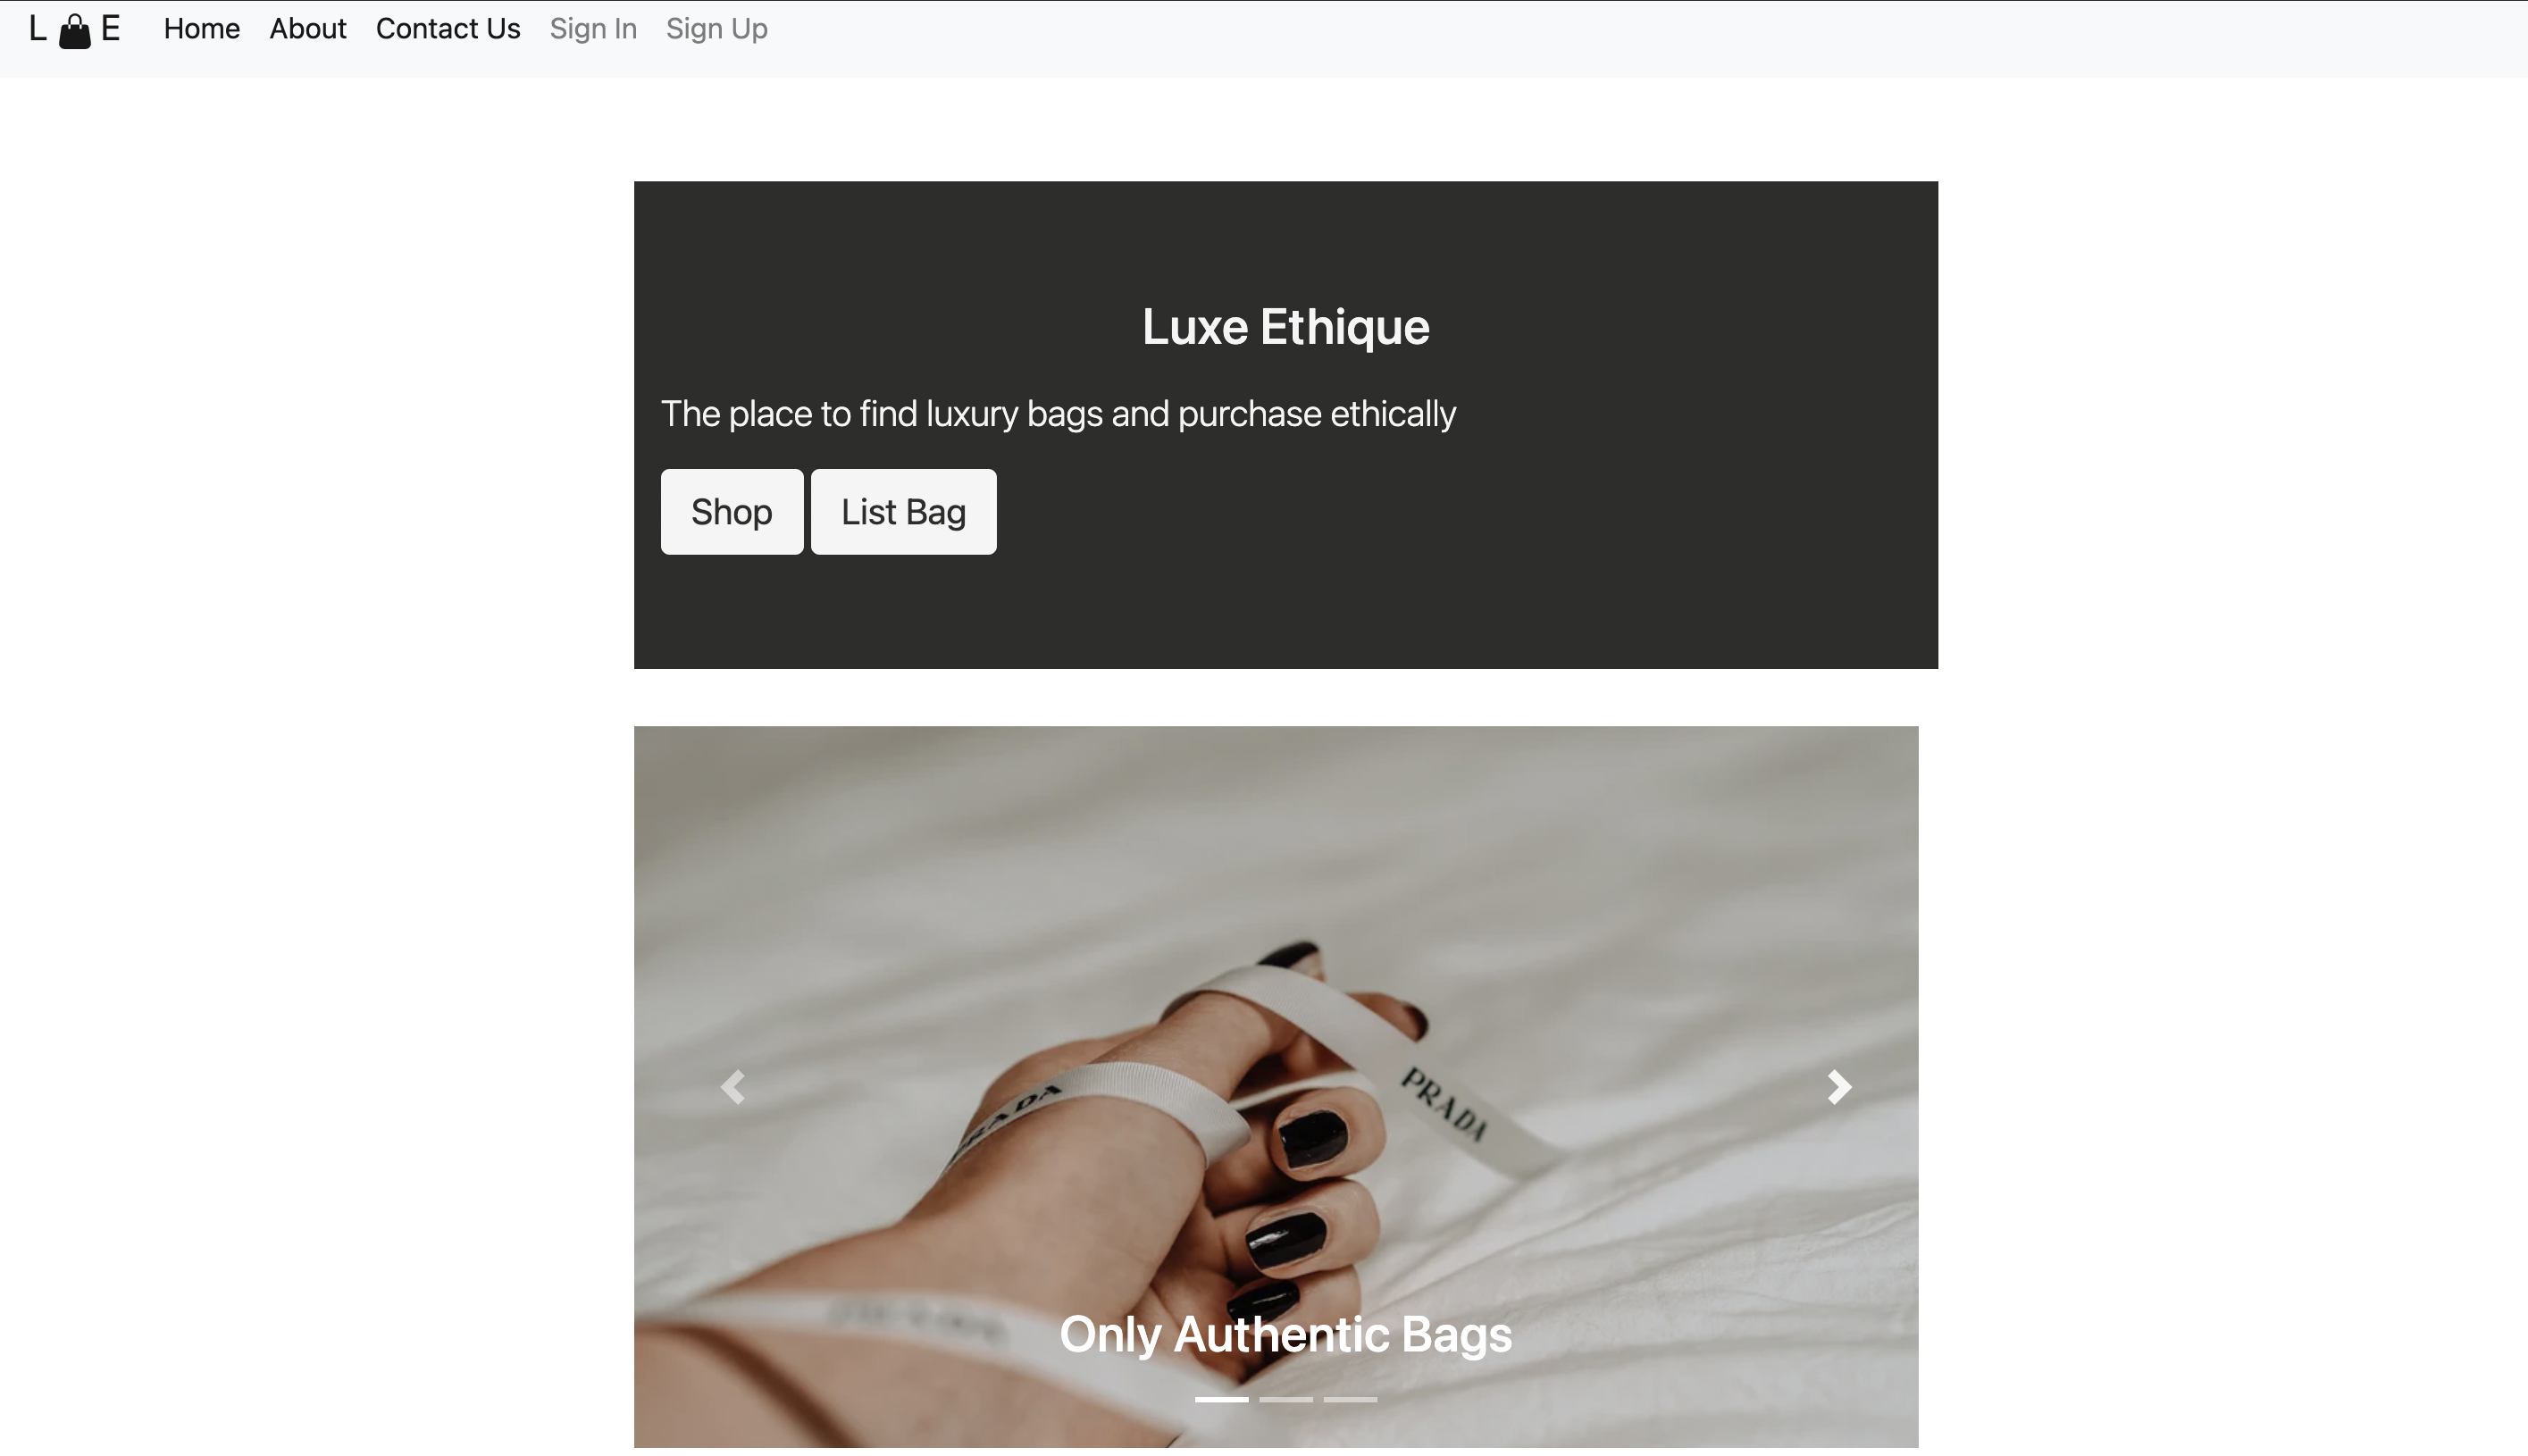 L E Home About Contact Us Sign In Sign Up
Luxe Ethique
The place to find luxury bags and purchase ethically
Shop List Bag
PRADA
Only Authentic Bags